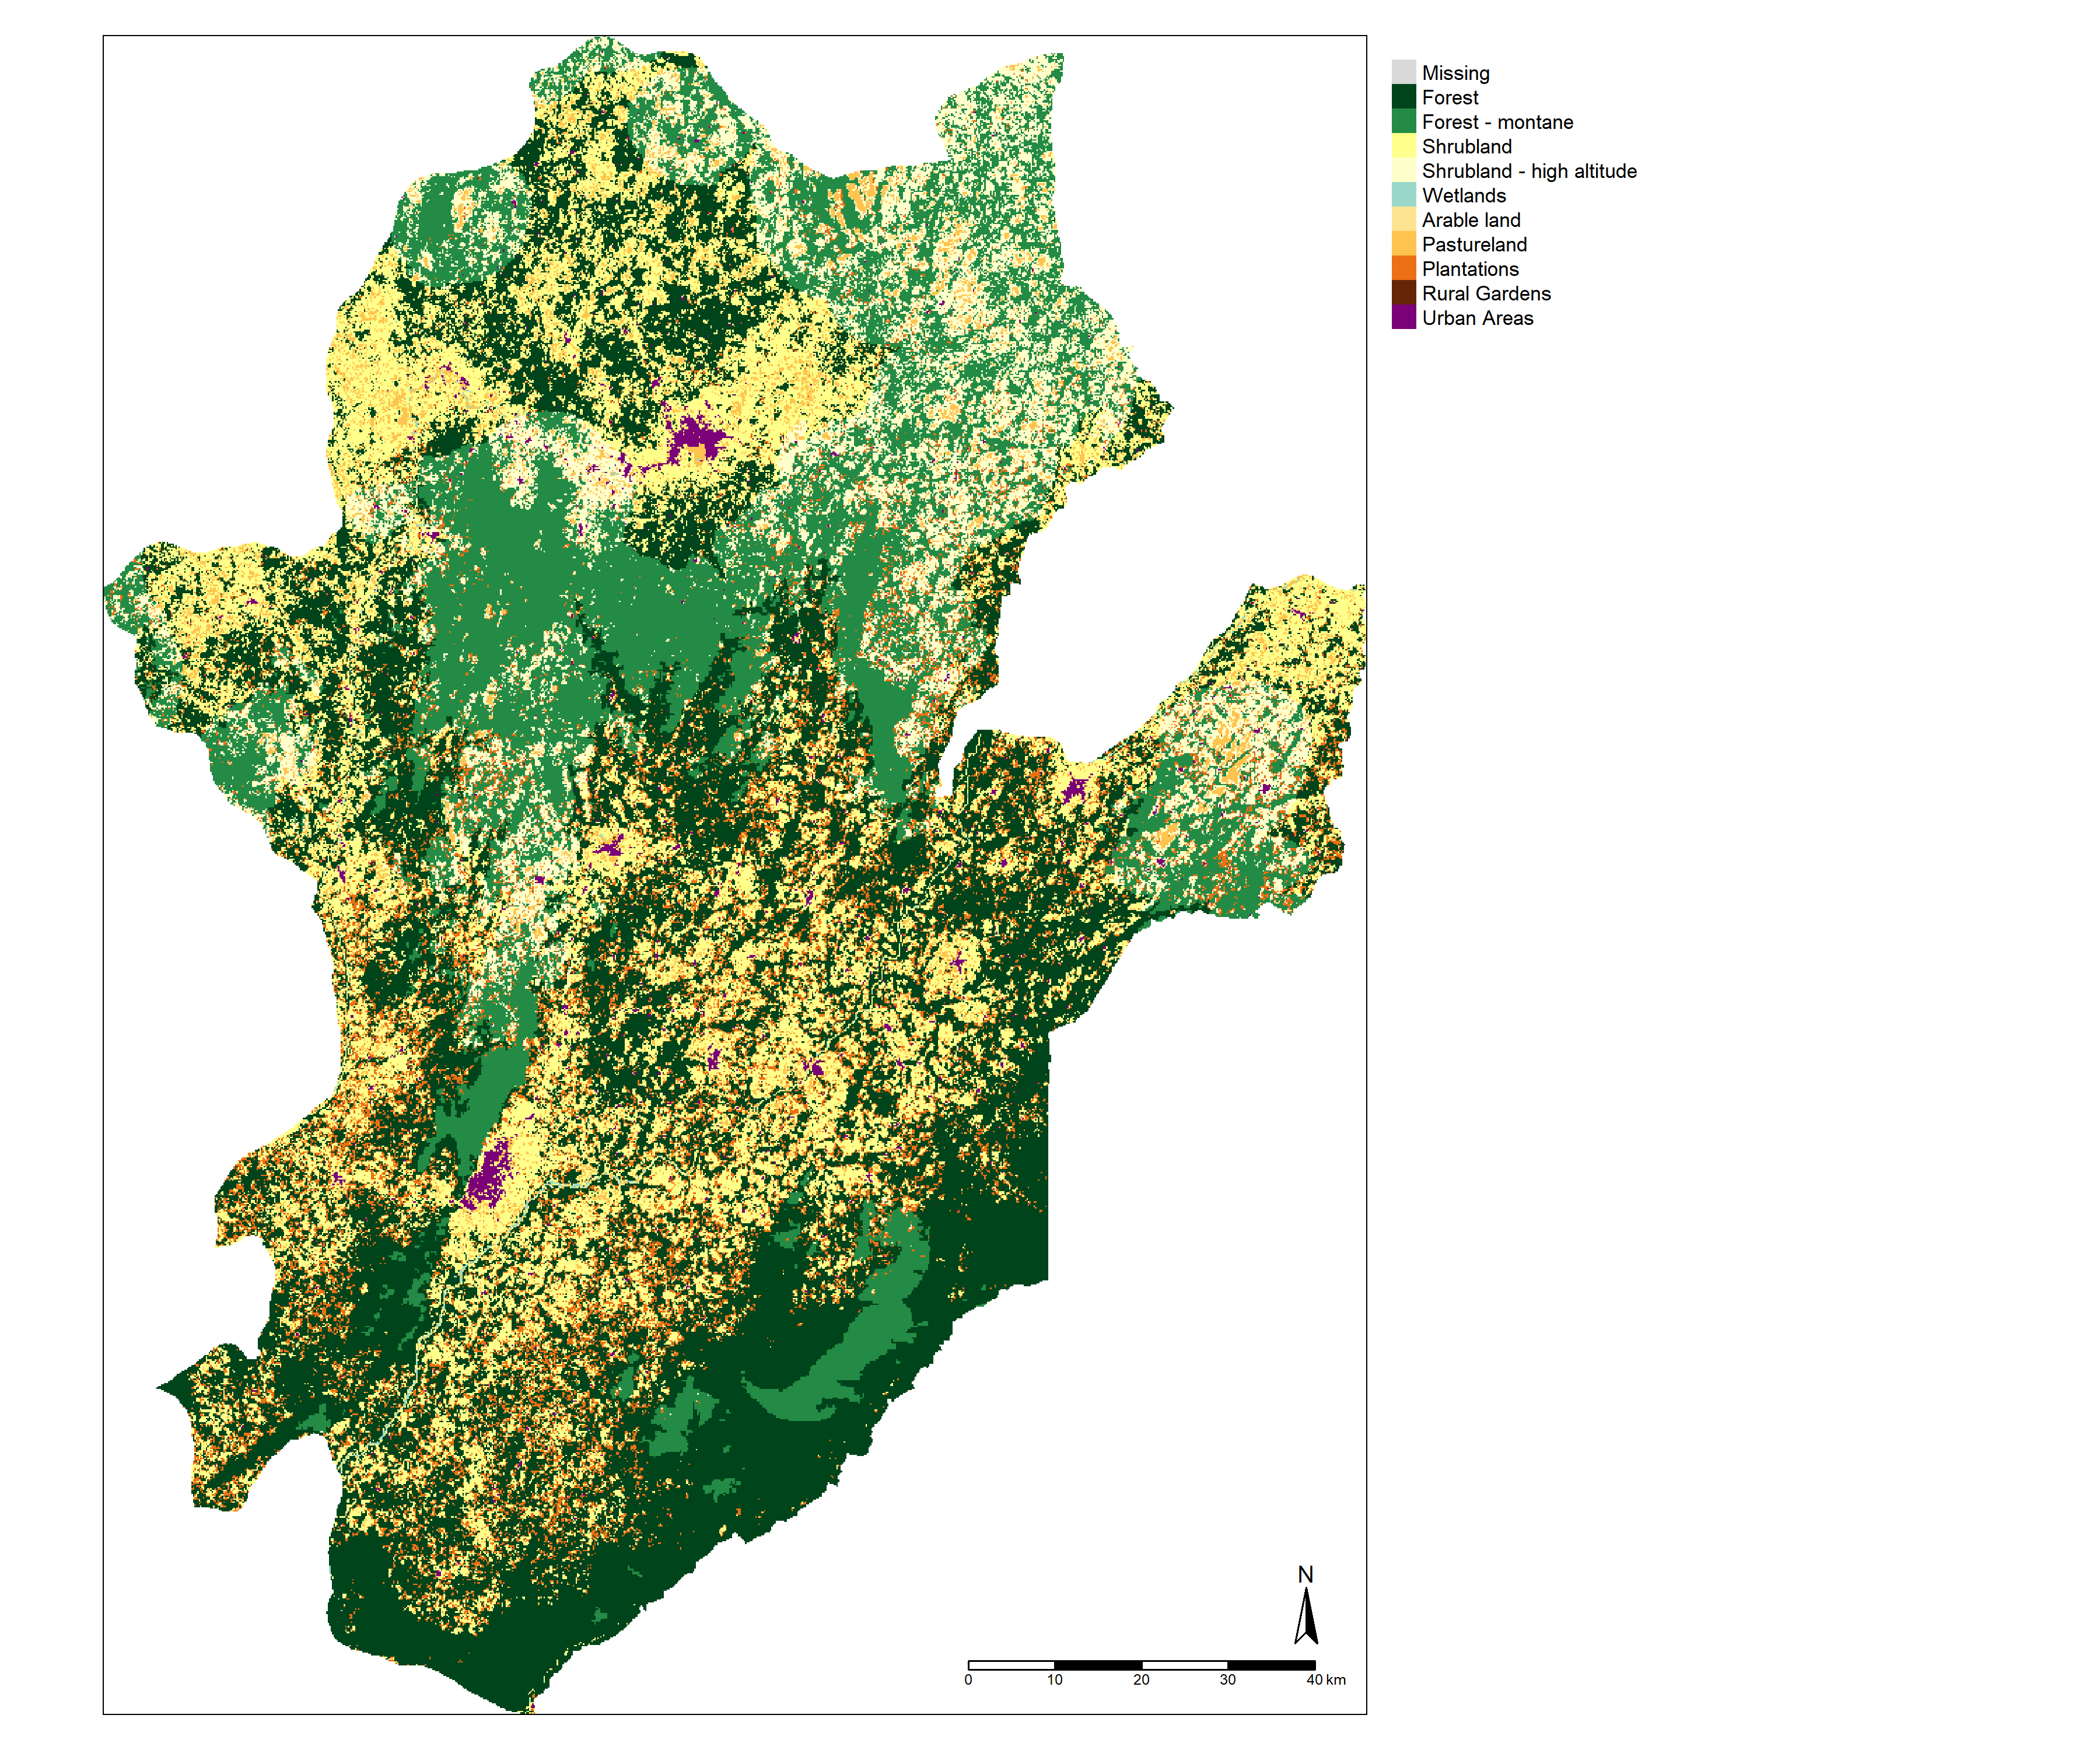 Missing
Forest
Forest - montane
Shrubland
Shrubland - high altitude
Wetlands
Arable land
Pastureland
Plantations
Rural Gardens
Urban Areas
N
0 10 20 30 40 km